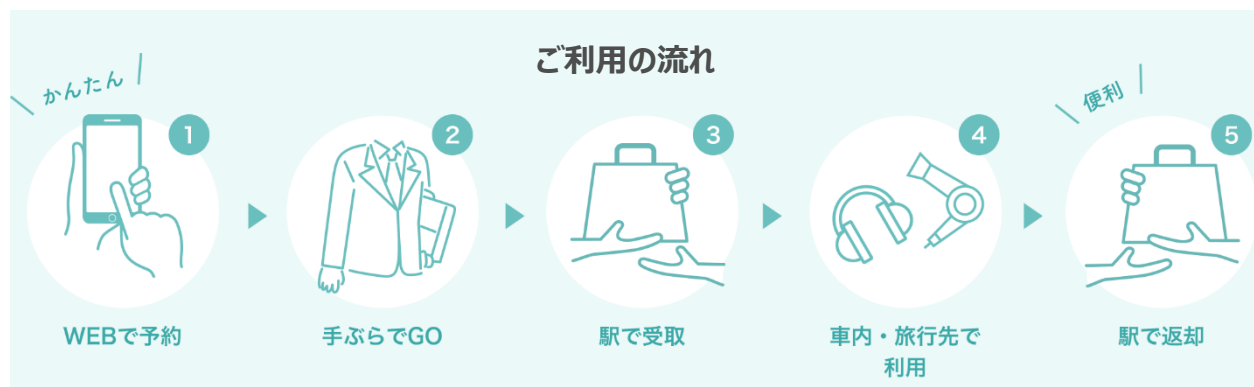 ご利用の流れ
かんたん
1
WEBで予約
2
手ぶらでGO
3
駅で受取
4
車内・旅行先で
利用
便利
5
駅で返却